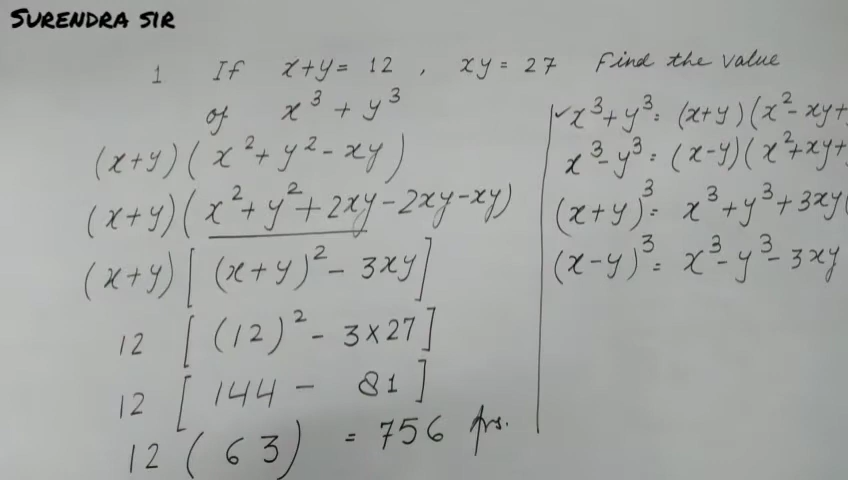 SURENDRA SIR
1 If x+y = 12 , xy = 27 Find the value
of x³ + y³
(x+y) ( x² + y² - xy )
(x+y) ( x² + y² + 2xy - 2xy - xy)
(x+y) [ (x+y)² - 3xy ]
12 [ (12)² - 3×27 ]
12 [ 144 - 81 ]
12 ( 63 ) = 756
✓ x³ + y³ = (x+y) (x² - xy +
x³ - y³ = (x-y) (x² + xy +
(x+y)³ = x³ + y³ + 3xy (
(x-y)³ = x³ - y³ - 3xy